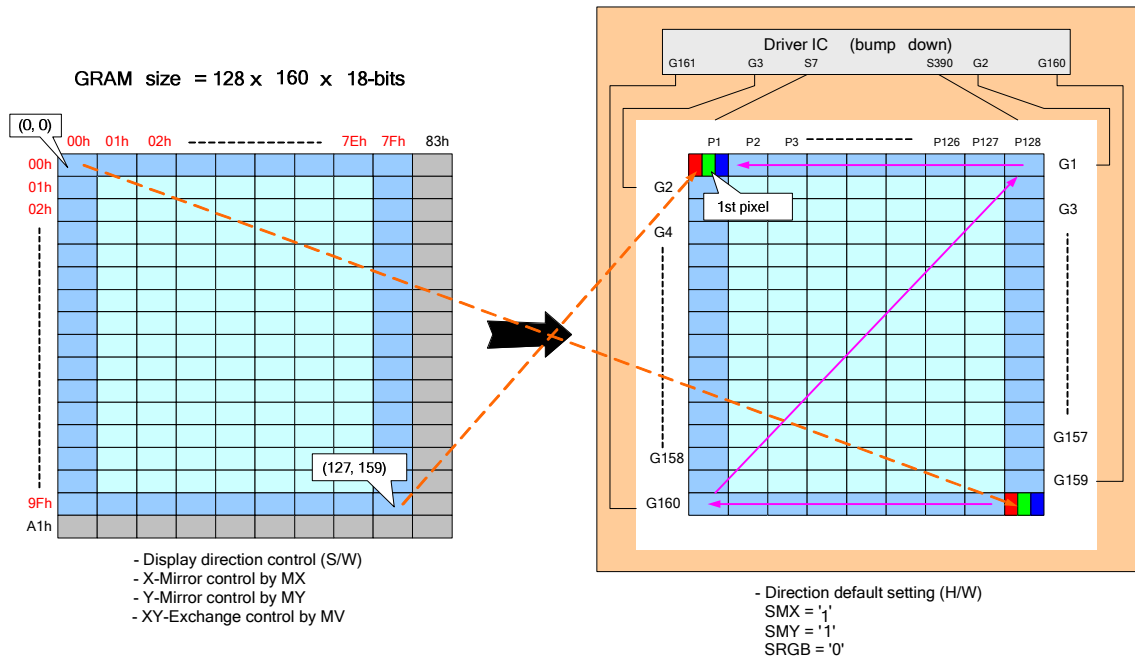 GRAM size = 128 x 160 x 18-bits
(0, 0)
00h 01h 02h 7Eh 7Fh 83h
00h
01h
02h
9Fh
A1h
(127, 159)
- Display direction control (S/W)
- X-Mirror control by MX
- Y-Mirror control by MY
- XY-Exchange control by MV
Driver IC (bump down)
G161 G3 S7 S390 G2 G160
P1 P2 P3 P126 P127 P128
G1
G2
1st pixel
G3
G4
G157
G158
G159
G160
- Direction default setting (H/W)
SMX = '1'
SMY = '1'
SRGB = '0'